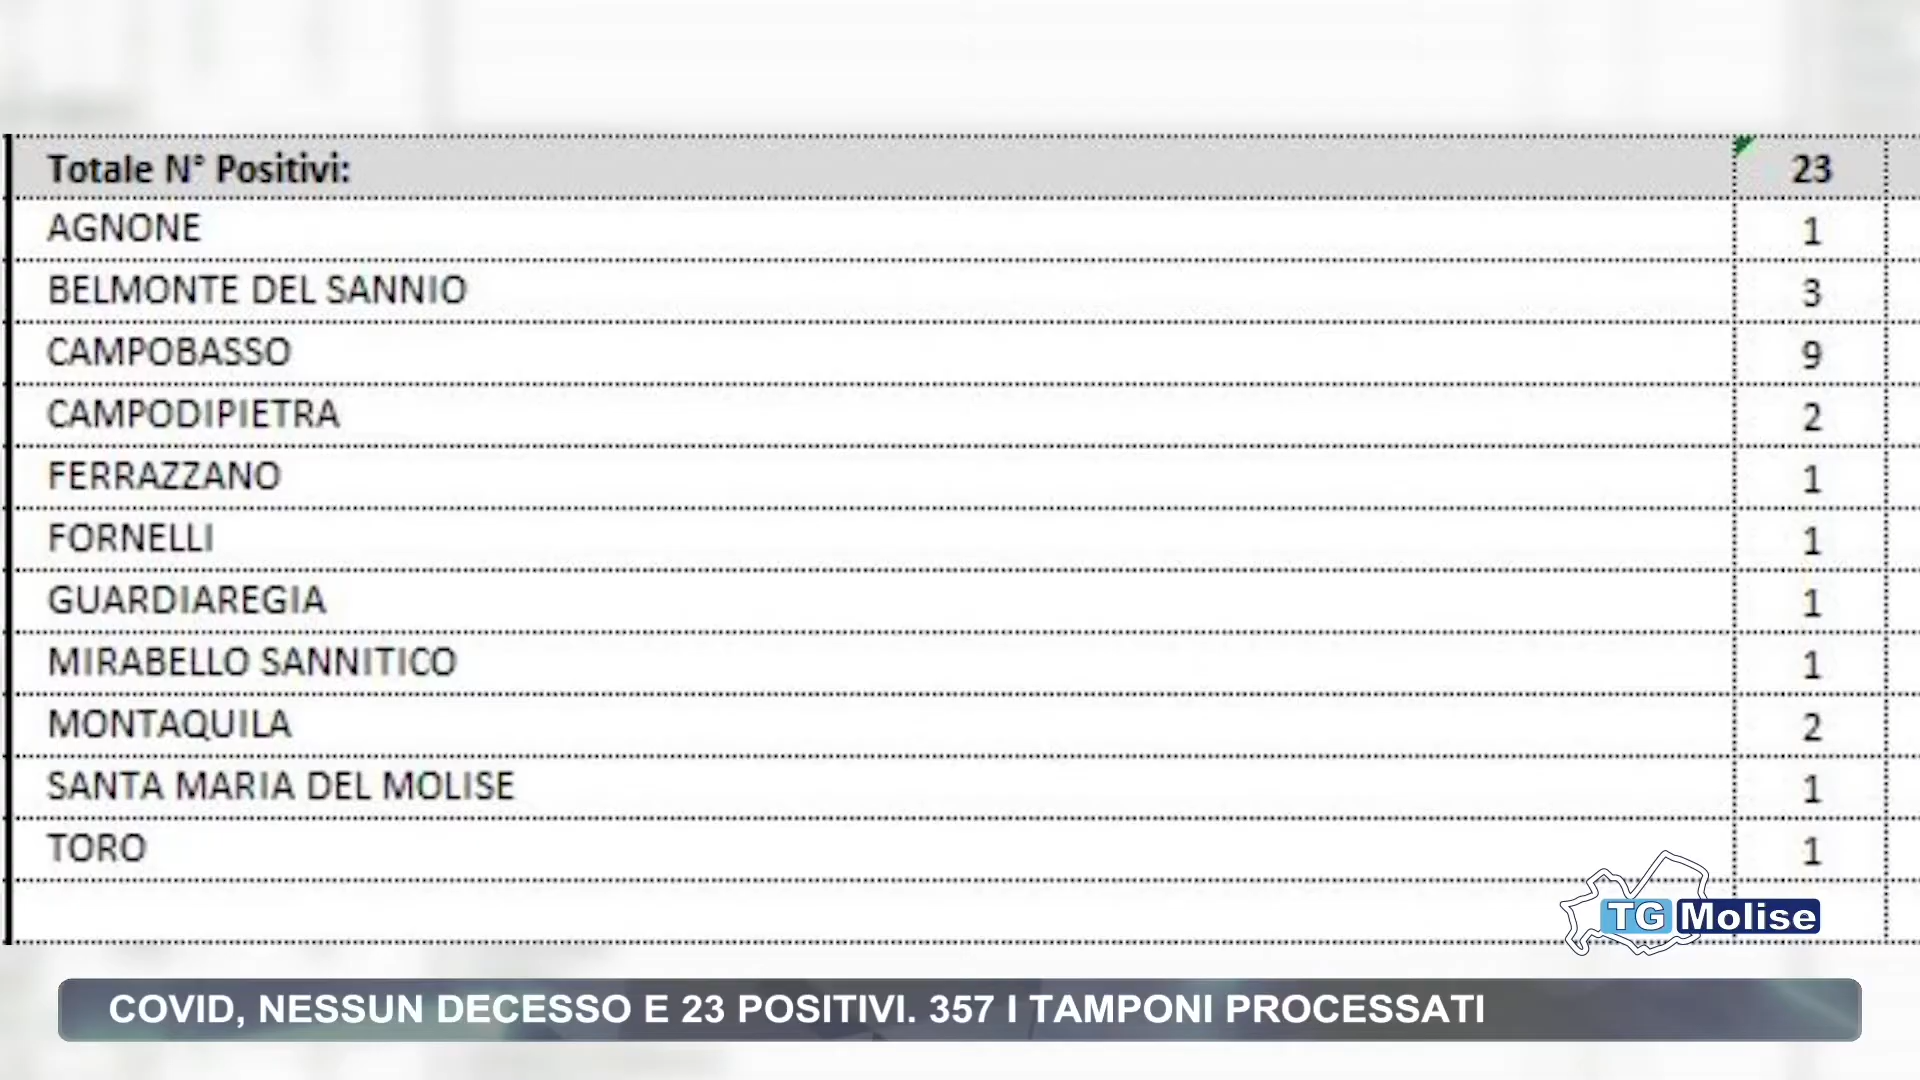 Totale N° Positivi: 23
AGNONE 1
BELMONTE DEL SANNIO 3
CAMPOBASSO 9
CAMPODIPIETRA 2
FERRAZZANO 1
FORNELLI 1
GUARDIAREGIA 1
MIRABELLO SANNITICO 1
MONTAQUILA 2
SANTA MARIA DEL MOLISE 1
TORO 1
TG Molise
COVID, NESSUN DECESSO E 23 POSITIVI. 357 I TAMPONI PROCESSATI